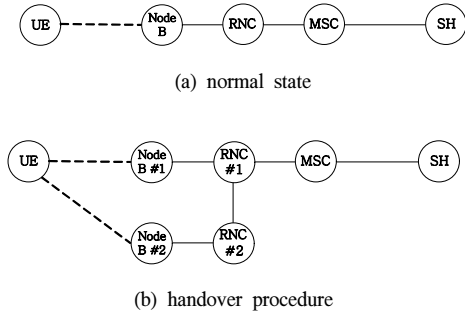 UE
Node
B
RNC
MSC
SH
(a) normal state
UE
Node
B #1
RNC
#1
MSC
SH
Node
B #2
RNC
#2
(b) handover procedure